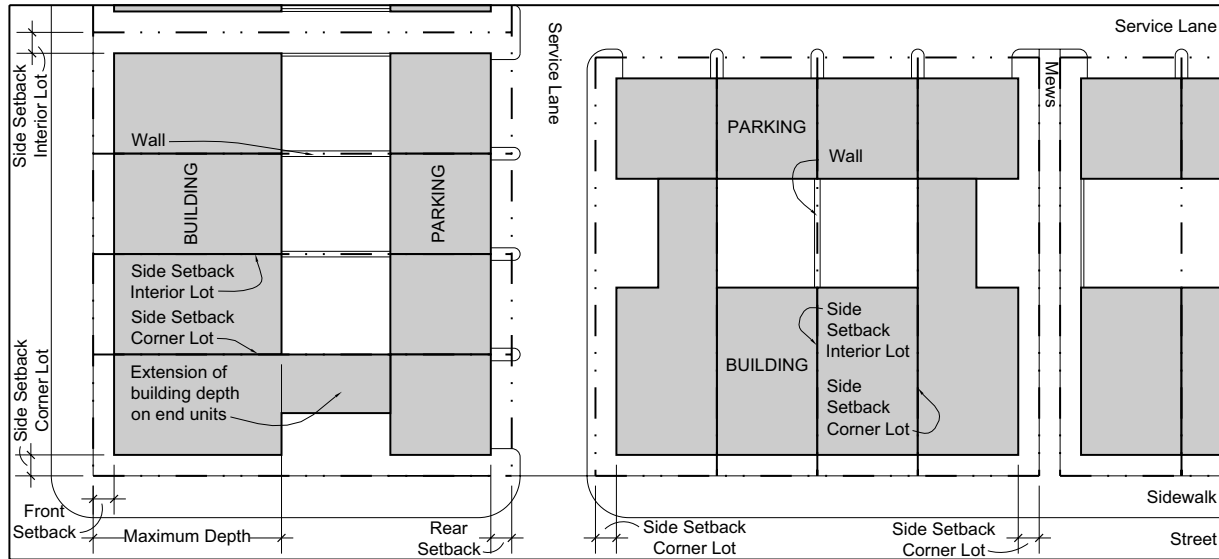 Side Setback
Interior Lot
Service Lane
Service Lane
Mews
Wall
PARKING
Wall
BUILDING
PARKING
Side Setback
Interior Lot
Side Setback
Corner Lot
Extension of
building depth
on end units
Side
Setback
Interior Lot
BUILDING
Side
Setback
Corner Lot
Side Setback
Corner Lot
Sidewalk
Front
Setback
Maximum Depth
Rear
Setback
Side Setback
Corner Lot
Side Setback
Corner Lot
Street